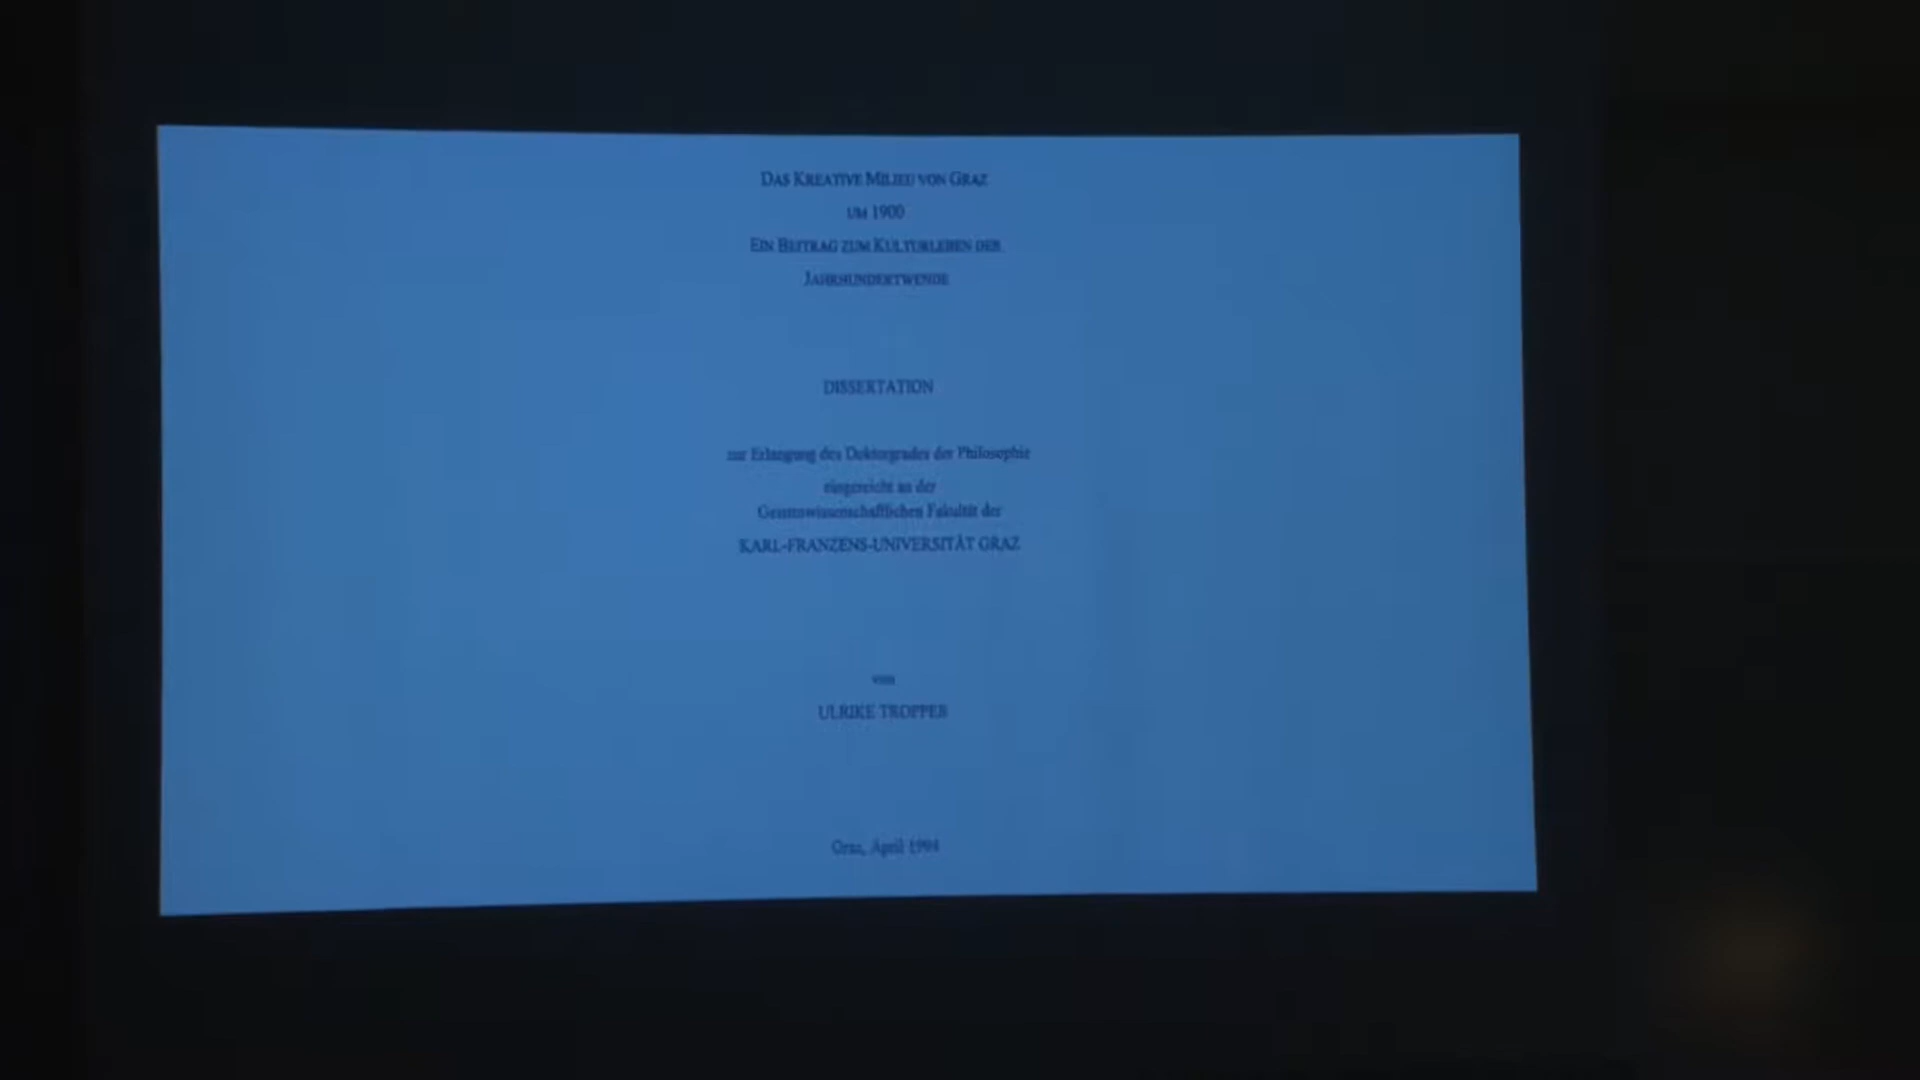 DAS KREATIVE MILIEU VON GRAZ
UM 1900
EIN BEITRAG ZUM KULTURLEBEN DER
JAHRHUNDERTWENDE
DISSERTATION
zur Erlangung des Doktorgrades der Philosophie
eingereicht an der
Geisteswissenschaftlichen Fakultät der
KARL-FRANZENS-UNIVERSITÄT GRAZ
von
ULRIKE TROPPER
Graz, April 1994